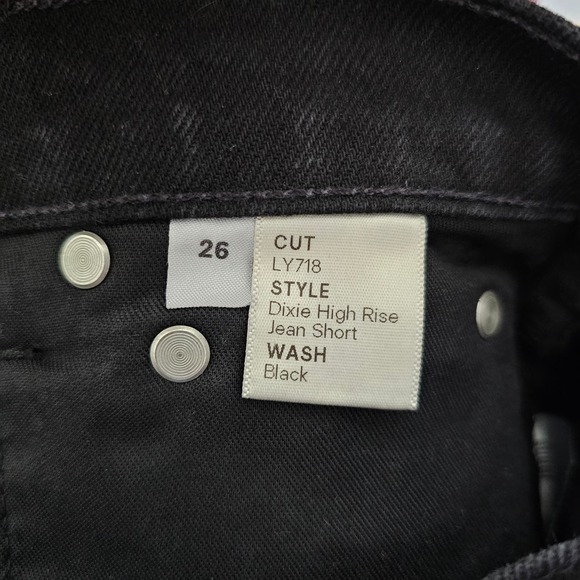 26
CUT
LY718
STYLE
Dixie High Rise
Jean Short
WASH
Black